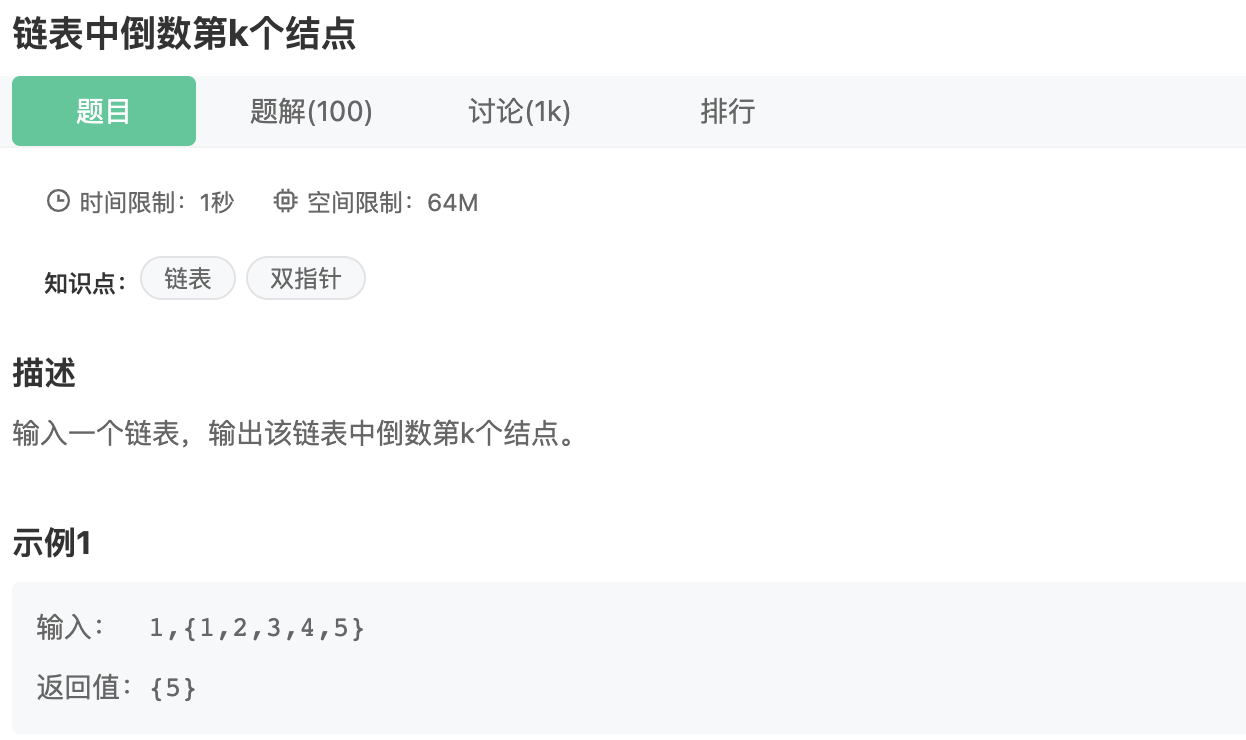 链表中倒数第k个结点
题目 题解(100) 讨论(1k) 排行
时间限制：1秒 空间限制：64M
知识点： 链表 双指针
描述
输入一个链表，输出该链表中倒数第k个结点。
示例1
输入： 1,{1,2,3,4,5}
返回值： {5}